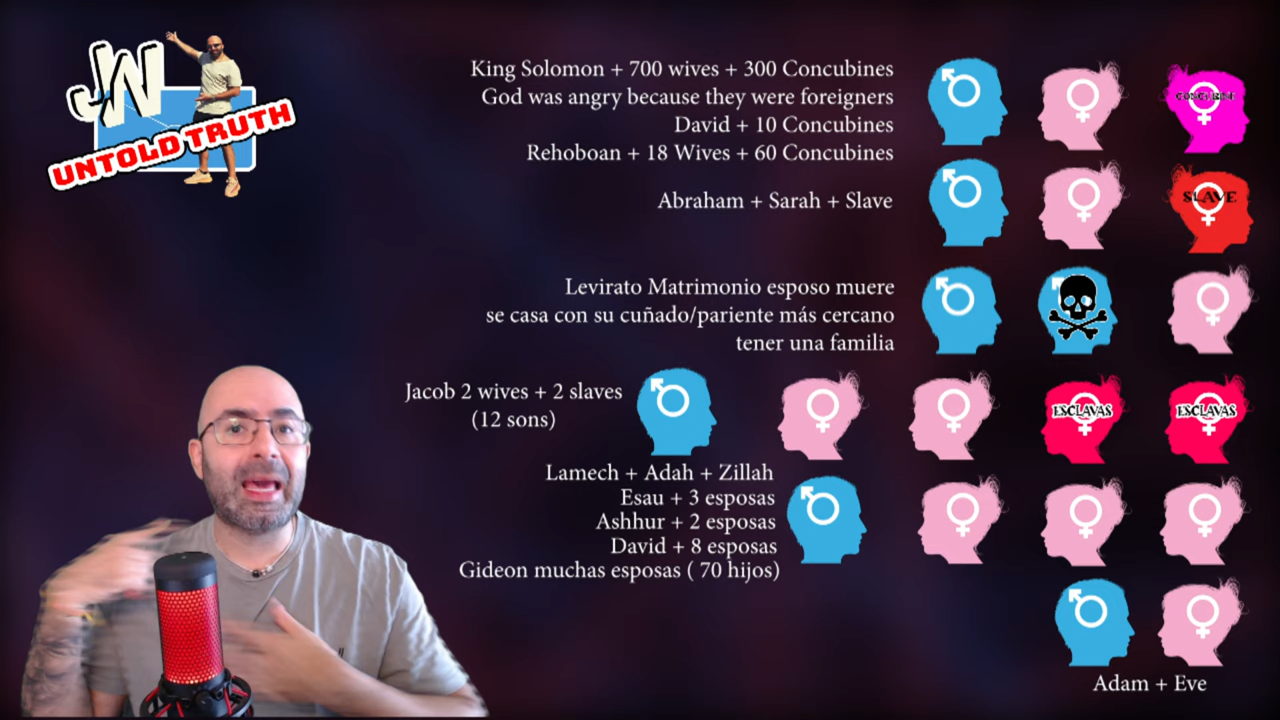 JW
UNTOLD TRUTH
King Solomon + 700 wives + 300 Concubines
God was angry because they were foreigners
David + 10 Concubines
Rehoboan + 18 Wives + 60 Concubines
Abraham + Sarah + Slave
SLAVE
Levirato Matrimonio esposo muere
se casa con su cuñado/pariente más cercano
tener una familia
Jacob 2 wives + 2 slaves
(12 sons)
ESCLAVAS
ESCLAVAS
Lamech + Adah + Zillah
Esau + 3 esposas
Ashhur + 2 esposas
David + 8 esposas
Gideon muchas esposas ( 70 hijos)
Adam + Eve